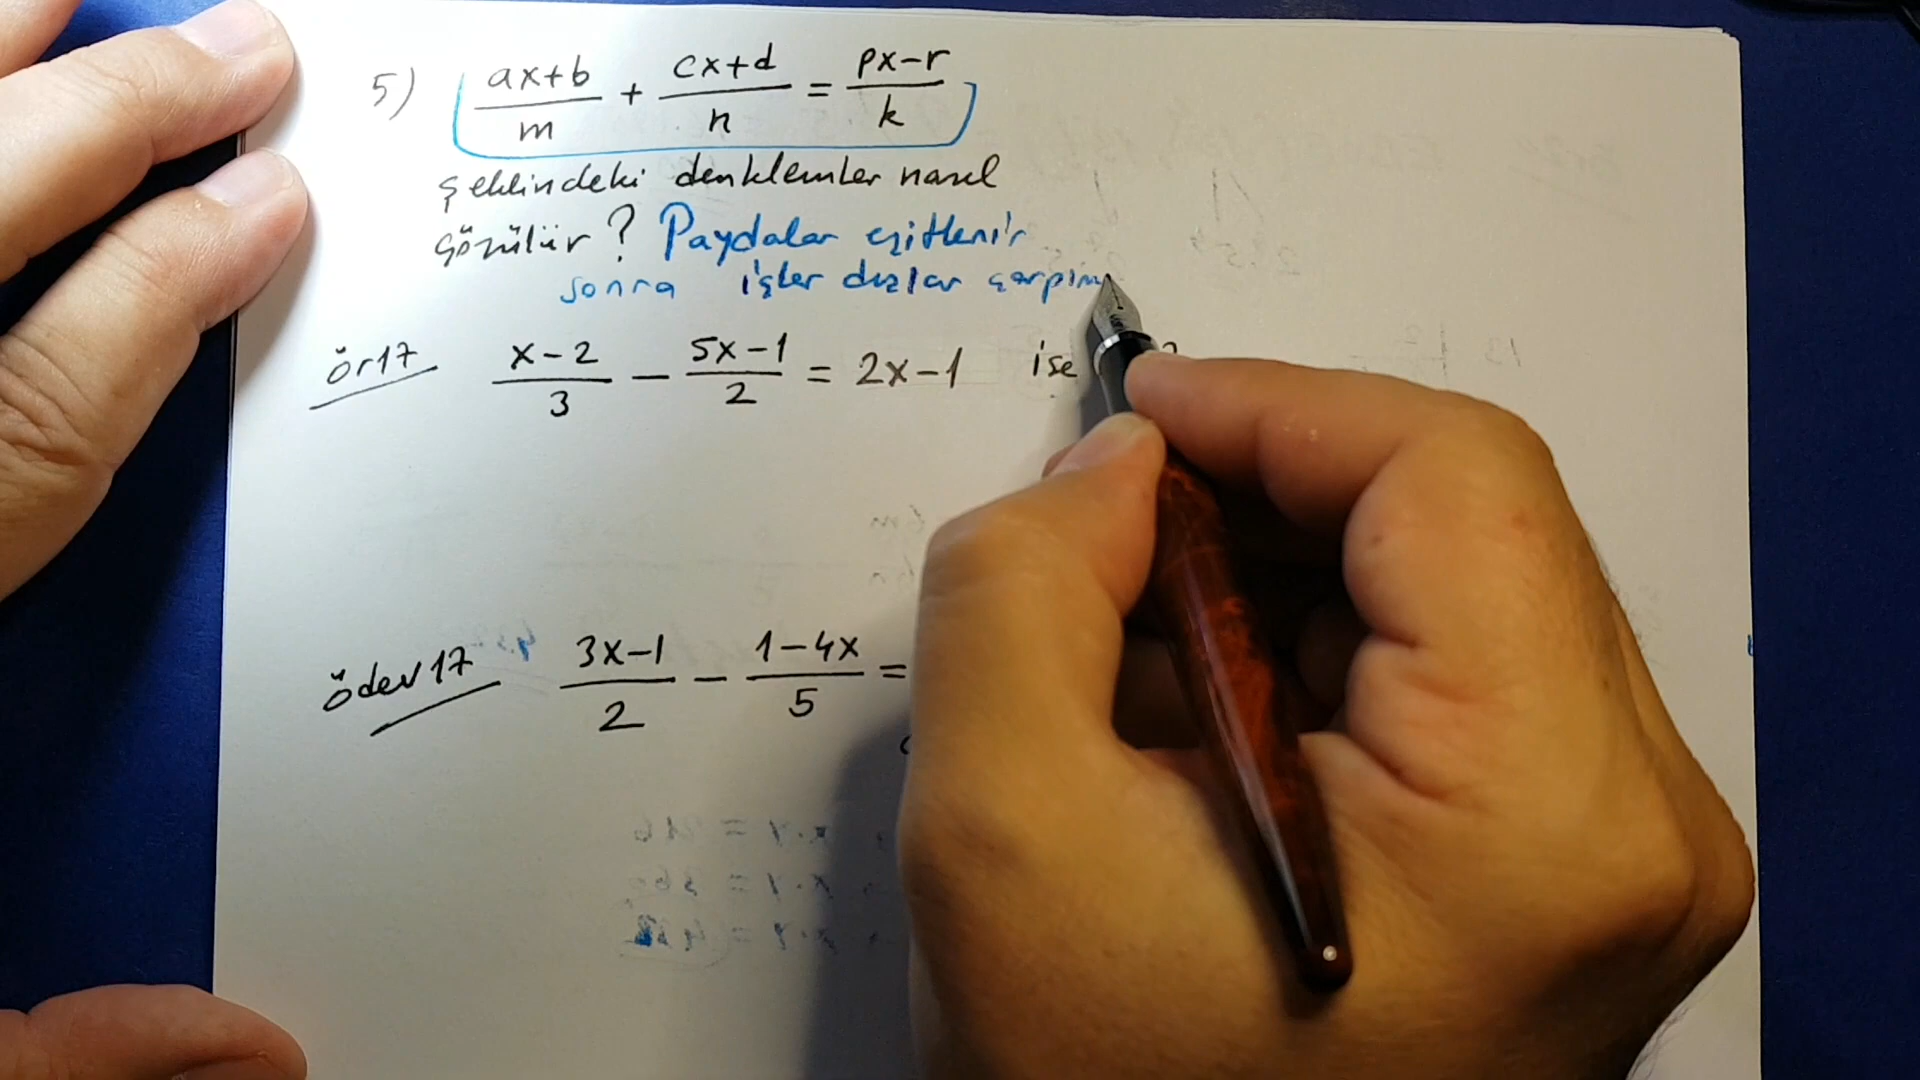 5) (ax+b)/m + (cx+d)/n = (px-r)/k
şeklindeki denklemler nasıl
çözülür? Paydalar eşitlenir
sonra içler dışlar çarpım
ör17 (x-2)/3 - (5x-1)/2 = 2x-1 ise ?
ödev17 (3x-1)/2 - (1-4x)/5 =